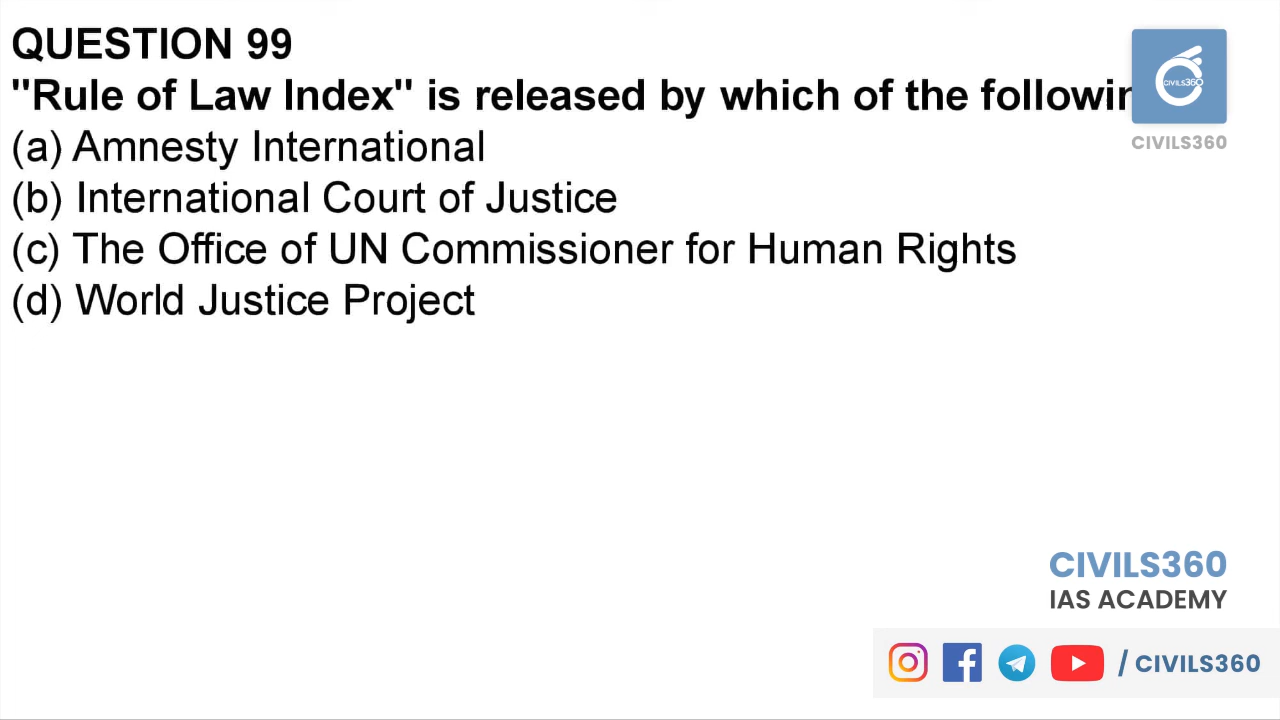 QUESTION 99
"Rule of Law Index" is released by which of the
(a) Amnesty International
(b) International Court of Justice
(c) The Office of UN Commissioner for Human Rights
(d) World Justice Project
CIVILS360
CIVILS360
CIVILS360
IAS ACADEMY
/ CIVILS360